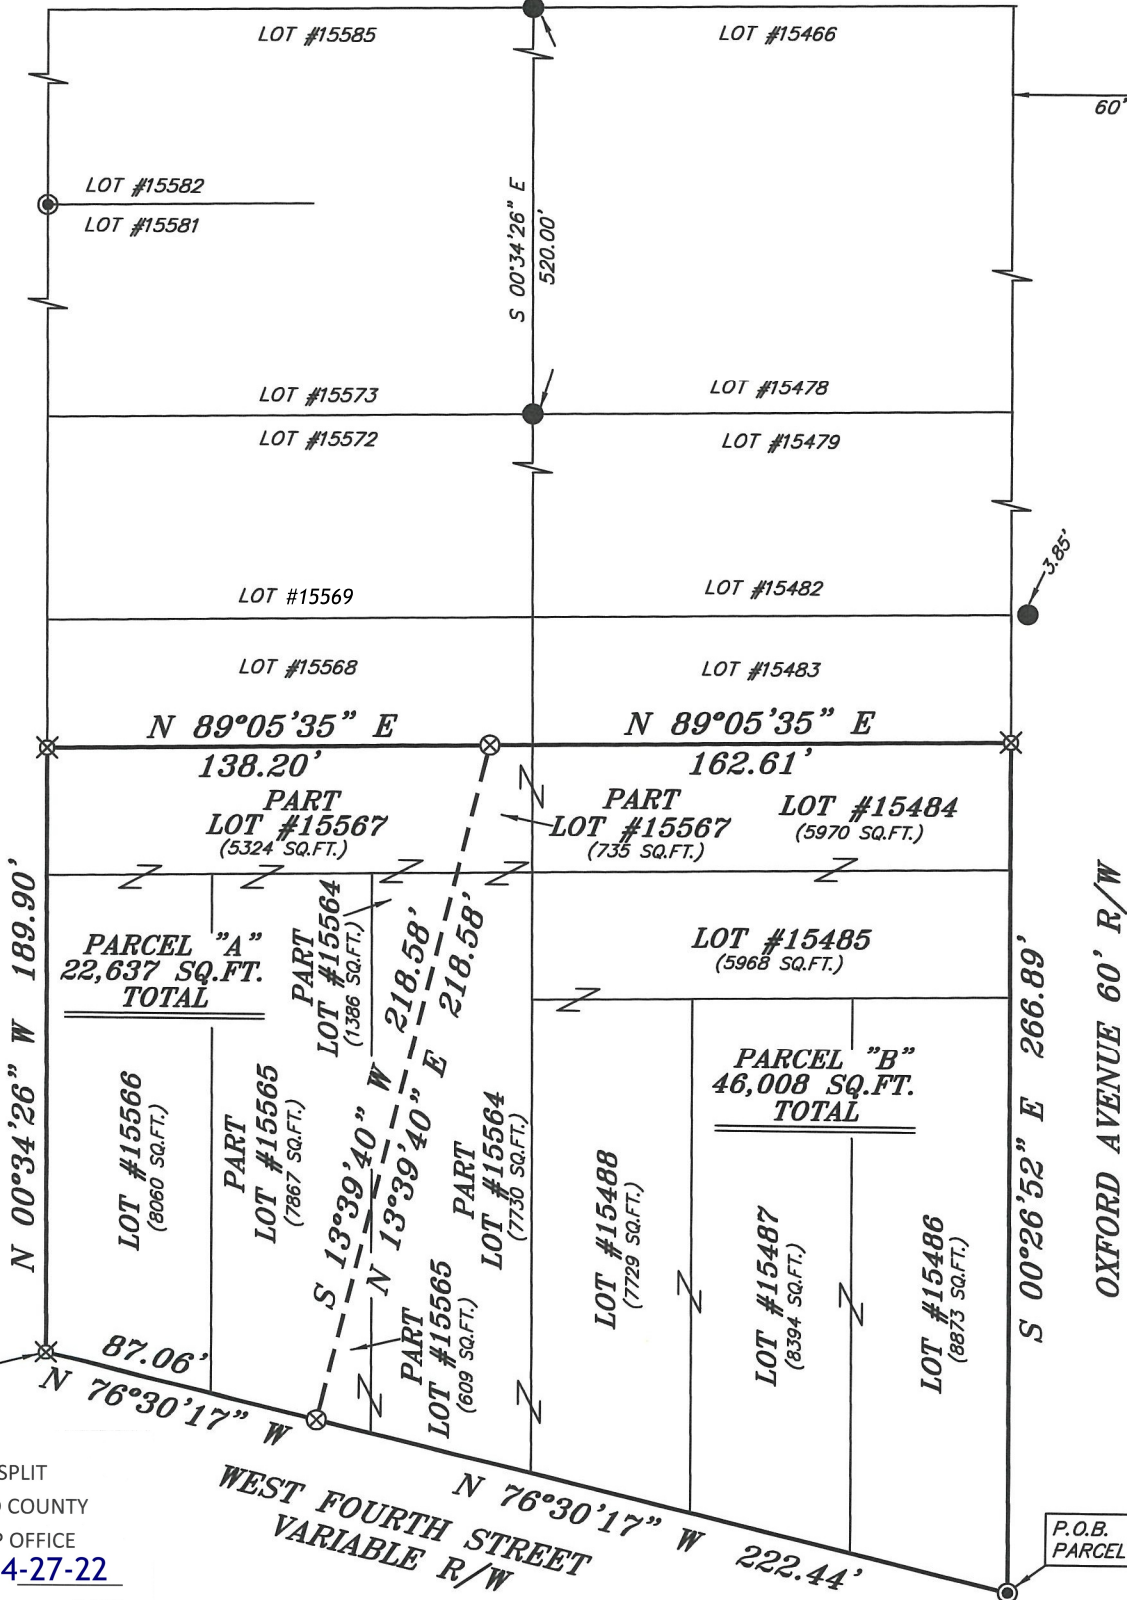 LOT #15585
LOT #15466
60'
LOT #15582
LOT #15581
S 00°34'26" E
520.00'
LOT #15573
LOT #15478
LOT #15572
LOT #15479
3.85'
LOT #15569
LOT #15482
LOT #15568
LOT #15483
N 89°05'35" E
N 89°05'35" E
138.20'
162.61'
PART
LOT #15567
(5324 SQ.FT.)
PART
LOT #15567
(735 SQ.FT.)
LOT #15484
(5970 SQ.FT.)
N 00°34'26" W 189.90'
PARCEL "A"
22,637 SQ.FT.
TOTAL
PART
LOT #15564
(1386 SQ.FT.)
218.58'
218.58'
LOT #15485
(5968 SQ.FT.)
S 00°26'52" E 266.89'
OXFORD AVENUE 60' R/W
PARCEL "B"
46,008 SQ.FT.
TOTAL
LOT #15566
(8060 SQ.FT.)
PART
LOT #15565
(7867 SQ.FT.)
S 13°39'40" W
N 13°39'40" E
PART
LOT #15564
(7730 SQ.FT.)
LOT #15488
(7729 SQ.FT.)
LOT #15487
(8394 SQ.FT.)
LOT #15486
(8873 SQ.FT.)
PART
LOT #15565
(609 SQ.FT.)
87.06'
N 76°30'17" W
N 76°30'17" W 222.44'
WEST FOURTH STREET
VARIABLE R/W
SPLIT
COUNTY
P OFFICE
4-27-22
P.O.B.
PARCEL